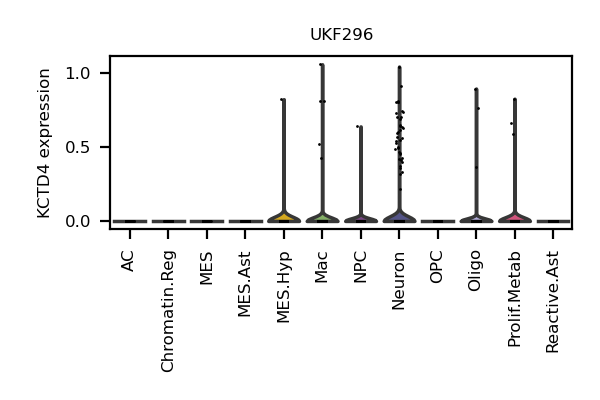 UKF296
KCTD4 expression
1.0
0.5
0.0
AC
Chromatin.Reg
MES
MES.Ast
MES.Hyp
Mac
NPC
Neuron
OPC
Oligo
Prolif.Metab
Reactive.Ast